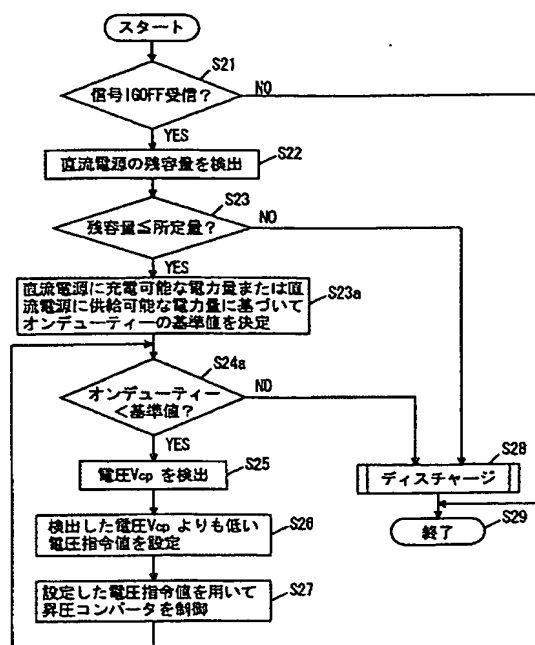 スタート
S21
信号IGOFF受信?
NO
YES
直流電源の残容量を検出
S22
S23
残容量≦所定量?
NO
YES
直流電源に充電可能な電力量または直
流電源に供給可能な電力量に基づいて
オンデューティーの基準値を決定
S23a
S24a
オンデューティー
<基準値?
NO
YES
電圧Vcp を検出
S25
検出した電圧Vcp よりも低い
電圧指令値を設定
S26
設定した電圧指令値を用いて
昇圧コンバータを制御
S27
S28
ディスチャージ
終了
S29